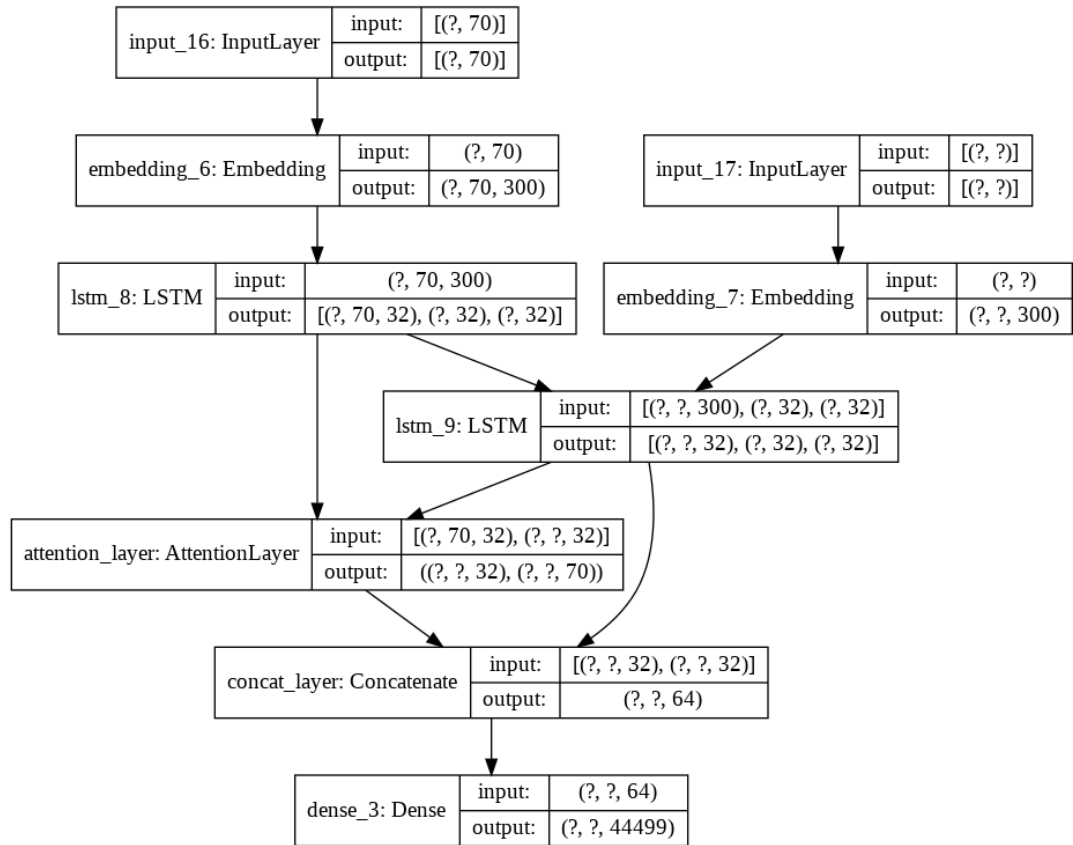 input_16: InputLayer
input: [(?, 70)]
output: [(?, 70)]
embedding_6: Embedding
input: (?, 70)
output: (?, 70, 300)
input_17: InputLayer
input: [(?, ?)]
output: [(?, ?)]
lstm_8: LSTM
input: (?, 70, 300)
output: [(?, 70, 32), (?, 32), (?, 32)]
embedding_7: Embedding
input: (?, ?)
output: (?, ?, 300)
lstm_9: LSTM
input: [(?, ?, 300), (?, 32), (?, 32)]
output: [(?, ?, 32), (?, 32), (?, 32)]
attention_layer: AttentionLayer
input: [(?, 70, 32), (?, ?, 32)]
output: ((?, ?, 32), (?, ?, 70))
concat_layer: Concatenate
input: [(?, ?, 32), (?, ?, 32)]
output: (?, ?, 64)
dense_3: Dense
input: (?, ?, 64)
output: (?, ?, 44499)